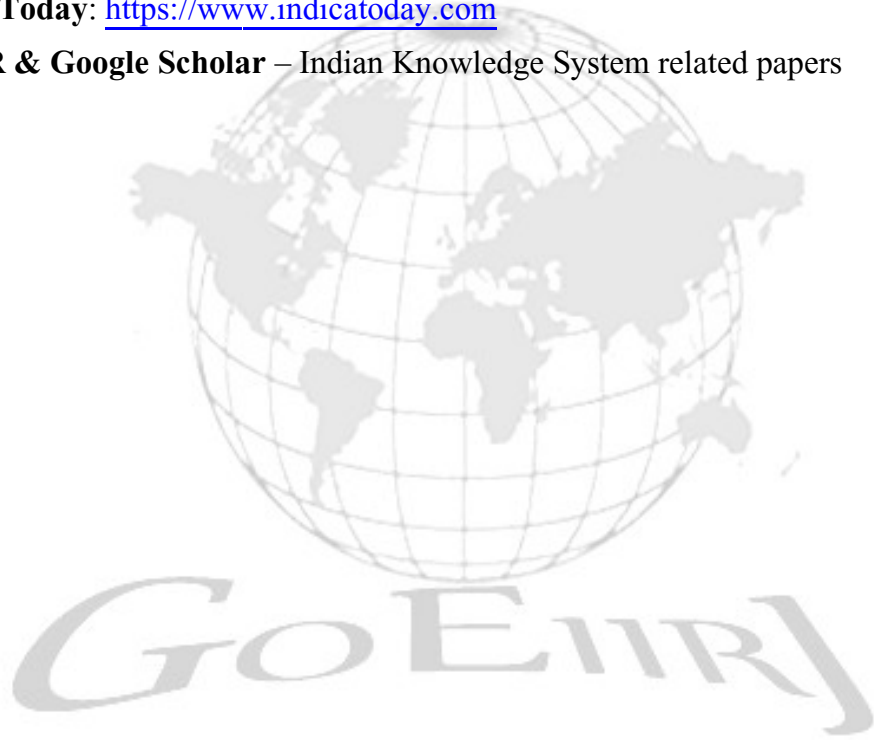 Today: https://www.indicatoday.com
& Google Scholar – Indian Knowledge System related papers
GOEIIRJ